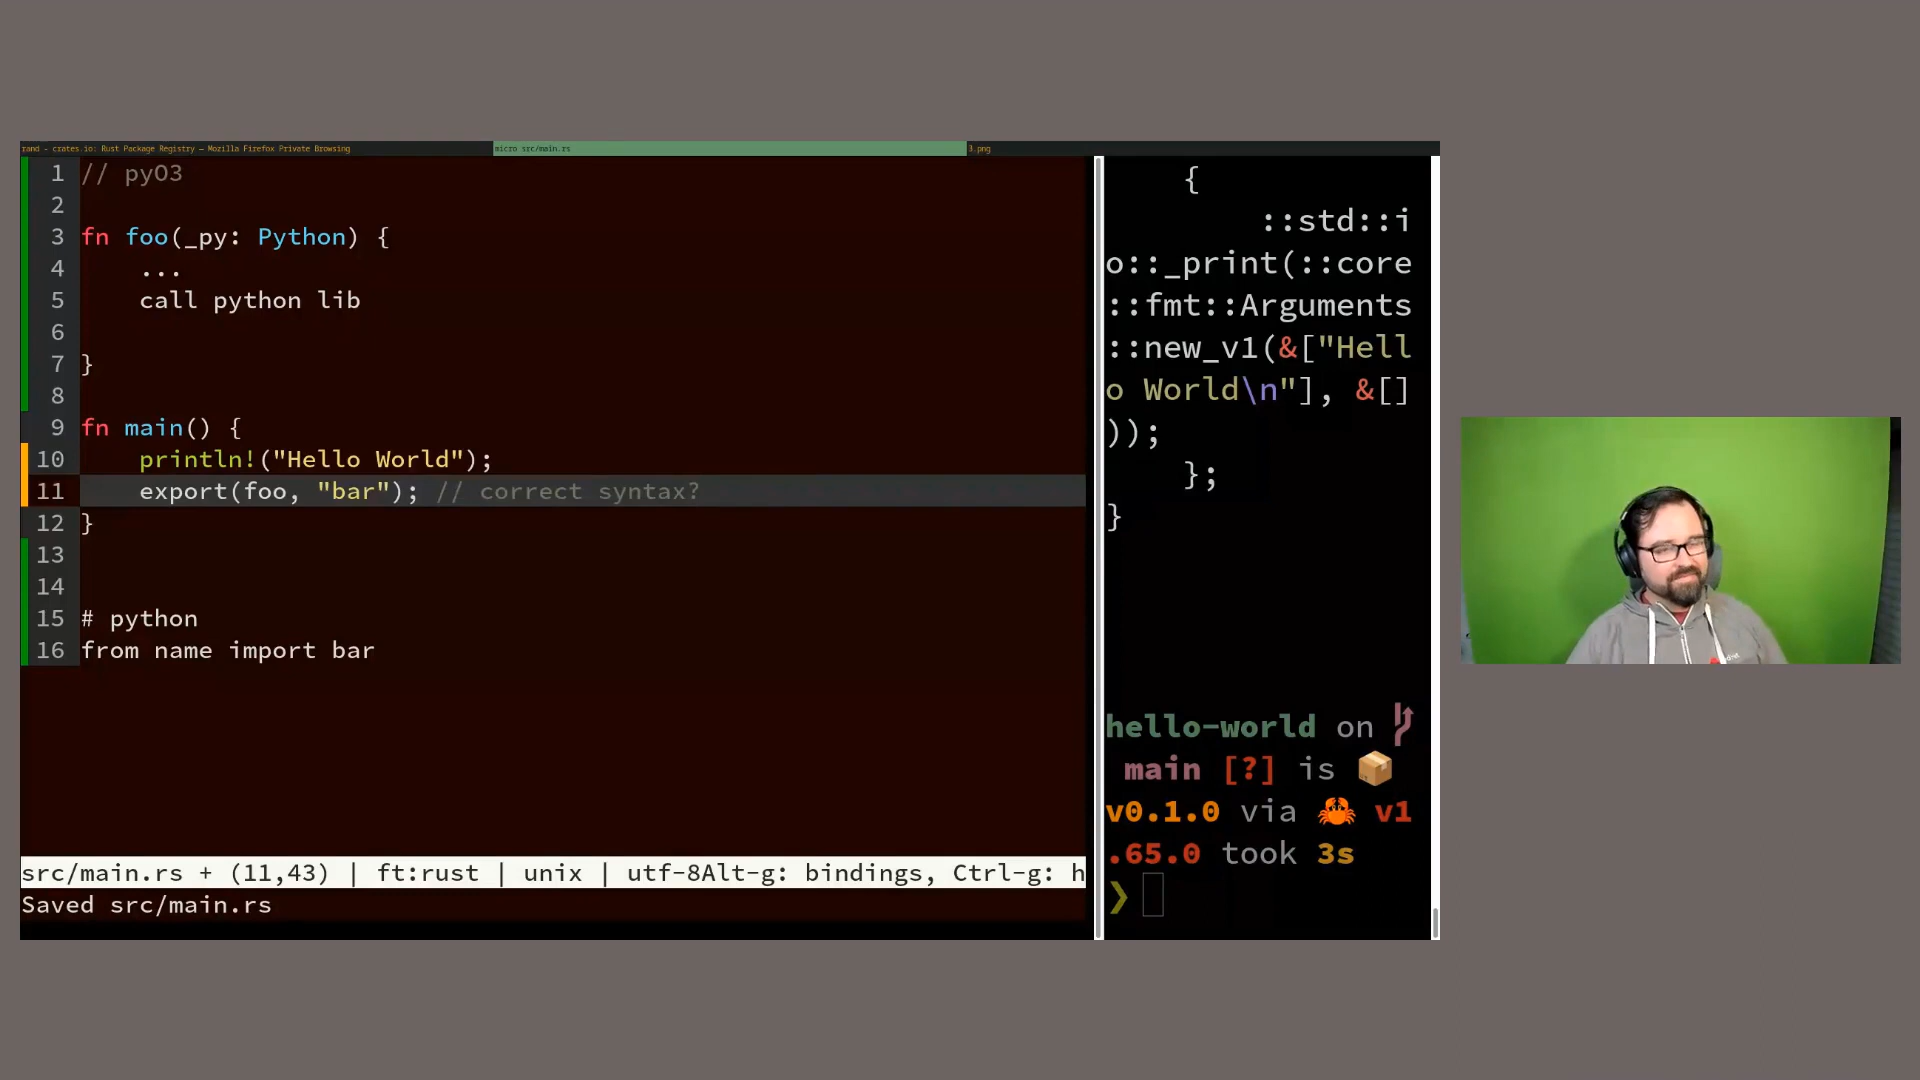 rand - crates.io: Rust Package Registry — Mozilla Firefox Private Browsing
micro src/main.rs
3.png
1 // pyO3
2
3 fn foo(_py: Python) {
4     ...
5     call python lib
6
7 }
8
9 fn main() {
10     println!("Hello World");
11     export(foo, "bar"); // correct syntax?
12 }
13
14
15 # python
16 from name import bar
src/main.rs + (11,43) | ft:rust | unix | utf-8Alt-g: bindings, Ctrl-g: h
Saved src/main.rs
{
::std::i
o::_print(::core
::fmt::Arguments
::new_v1(&["Hell
o World\n"], &[]
));
};
}
hello-world on
main [?] is 📦
v0.1.0 via 🦀 v1
.65.0 took 3s
❯